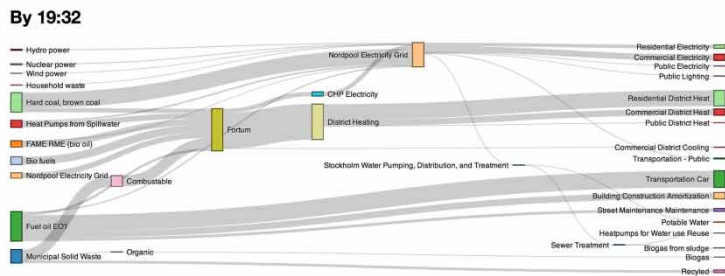 By 19:32
Hydro power
Nuclear power
Wind power
Household waste
Hard coal, brown coal
Heat Pumps from Spillwater
FAME RME (bio oil)
Bio fuels
Nordpool Electricity Grid
Combustable
Fuel oil EO1
Municipal Solid Waste
Organic
Fortum
Nordpool Electricity Grid
CHP Electricity
District Heating
Stockholm Water Pumping, Distribution, and Treatment
Sewer Treatment
Residential Electricity
Commercial Electricity
Public Electricity
Public Lighting
Residential District Heat
Commercial District Heat
Public District Heat
Commercial District Cooling
Transportation - Public
Transportation Car
Building Construction Amortization
Street Maintenance Maintenance
Potable Water
Heatpumps for Water use Reuse
Biogas from sludge
Biogas
Recyled